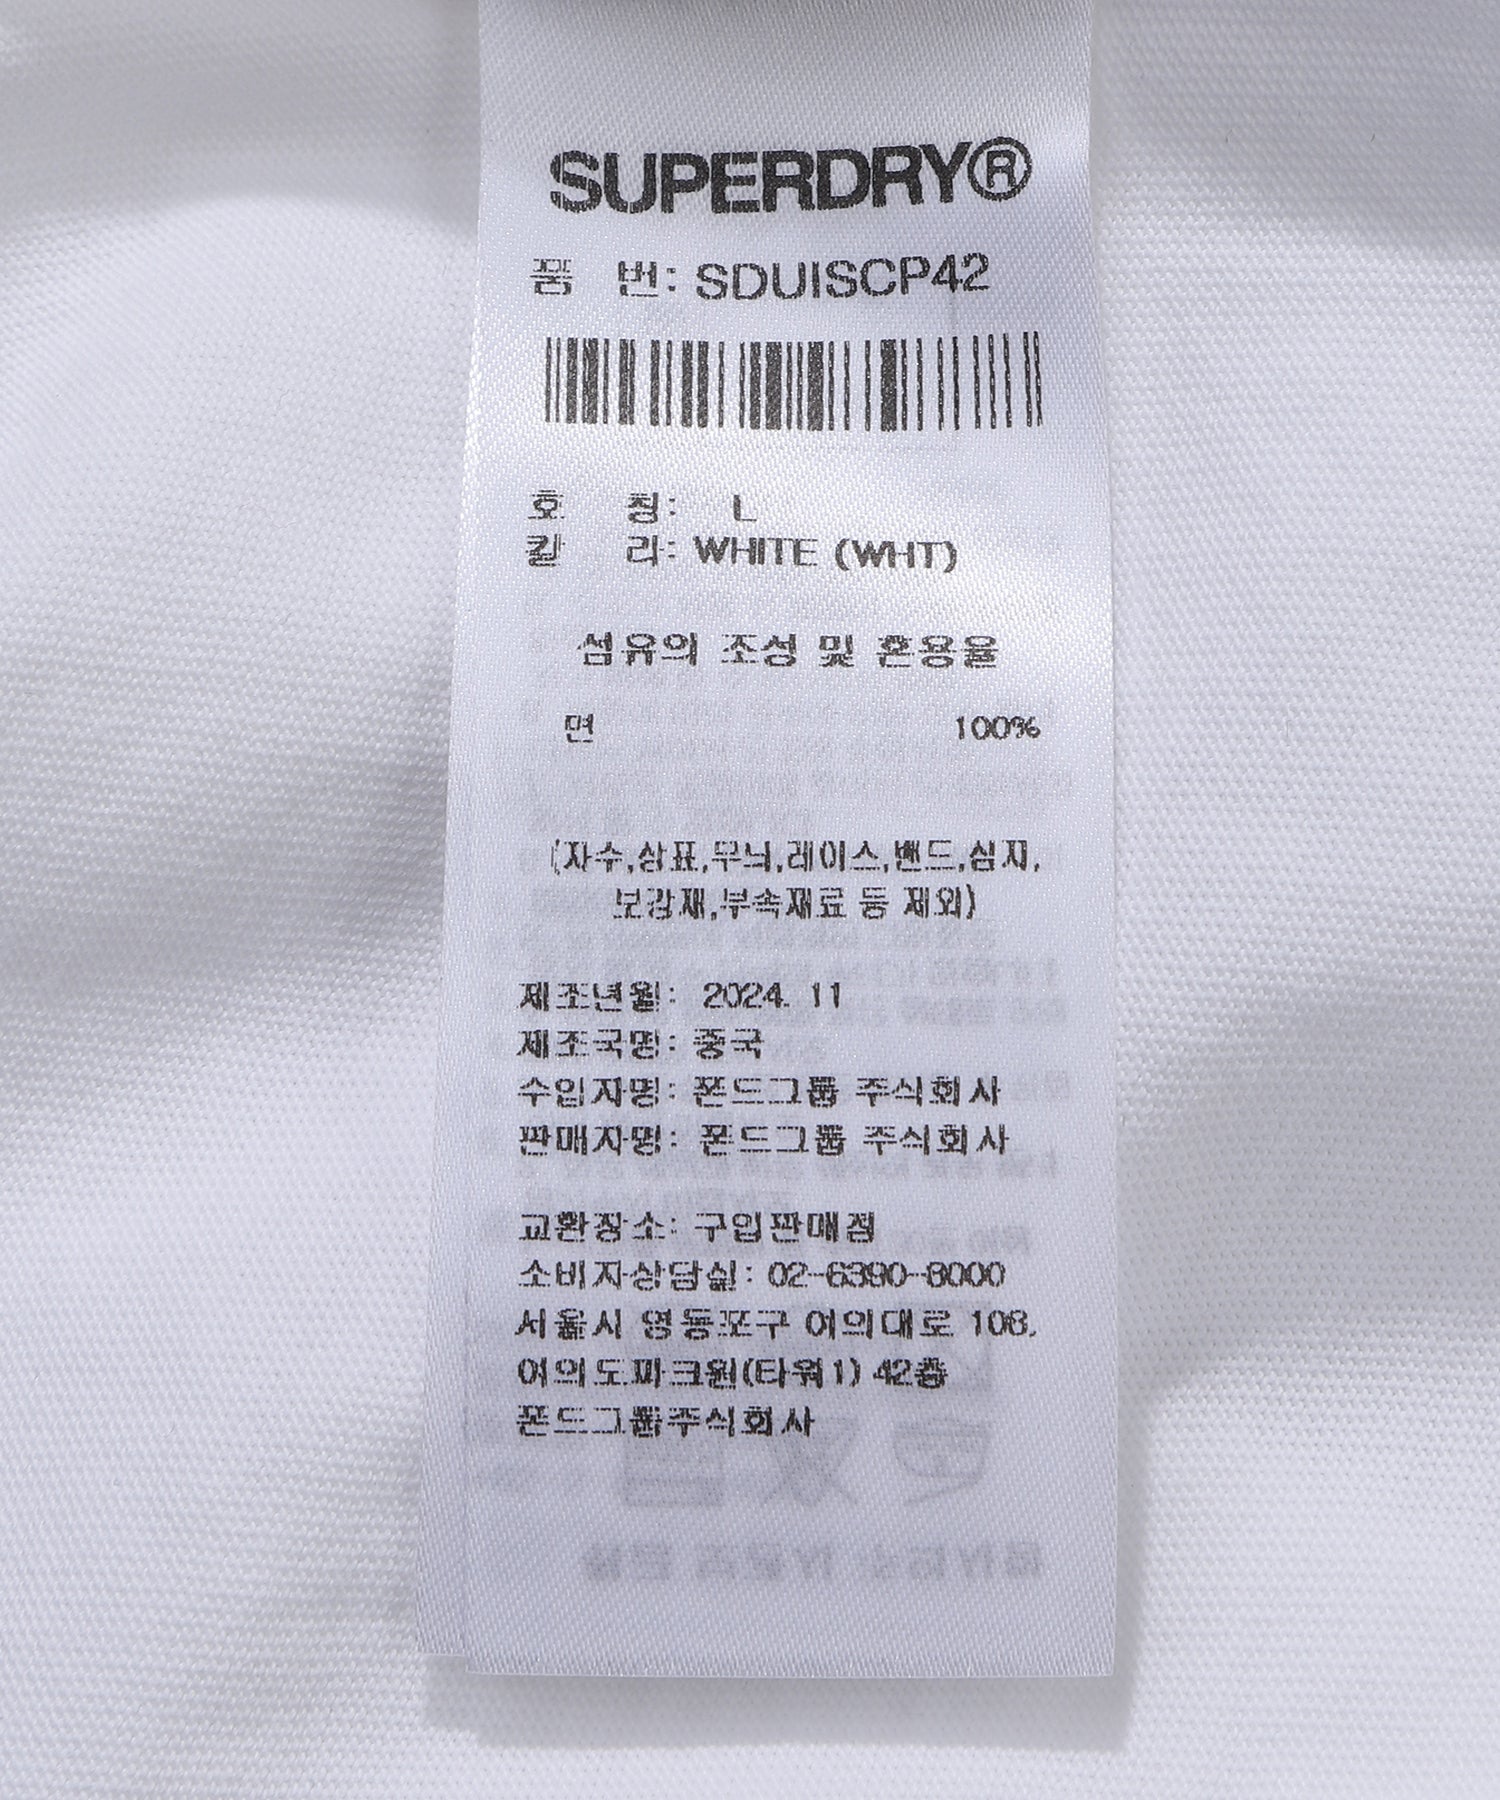 SUPERDRY®
품 번: SDUISCP42
호 칭: L
칼 라: WHITE (WHT)
섬유의 조성 및 혼용율
면 100%
(자수,상표,무늬,레이스,밴드,심지,
보강재,부속재료 등 제외)
제조년월: 2024. 11
제조국명: 중국
수입자명: 폰드그룹 주식회사
판매자명: 폰드그룹 주식회사
교환장소: 구입판매점
소비자상담실: 02-6390-8000
서울시 영등포구 여의대로 108,
여의도파크원(타워1) 42층
폰드그룹주식회사